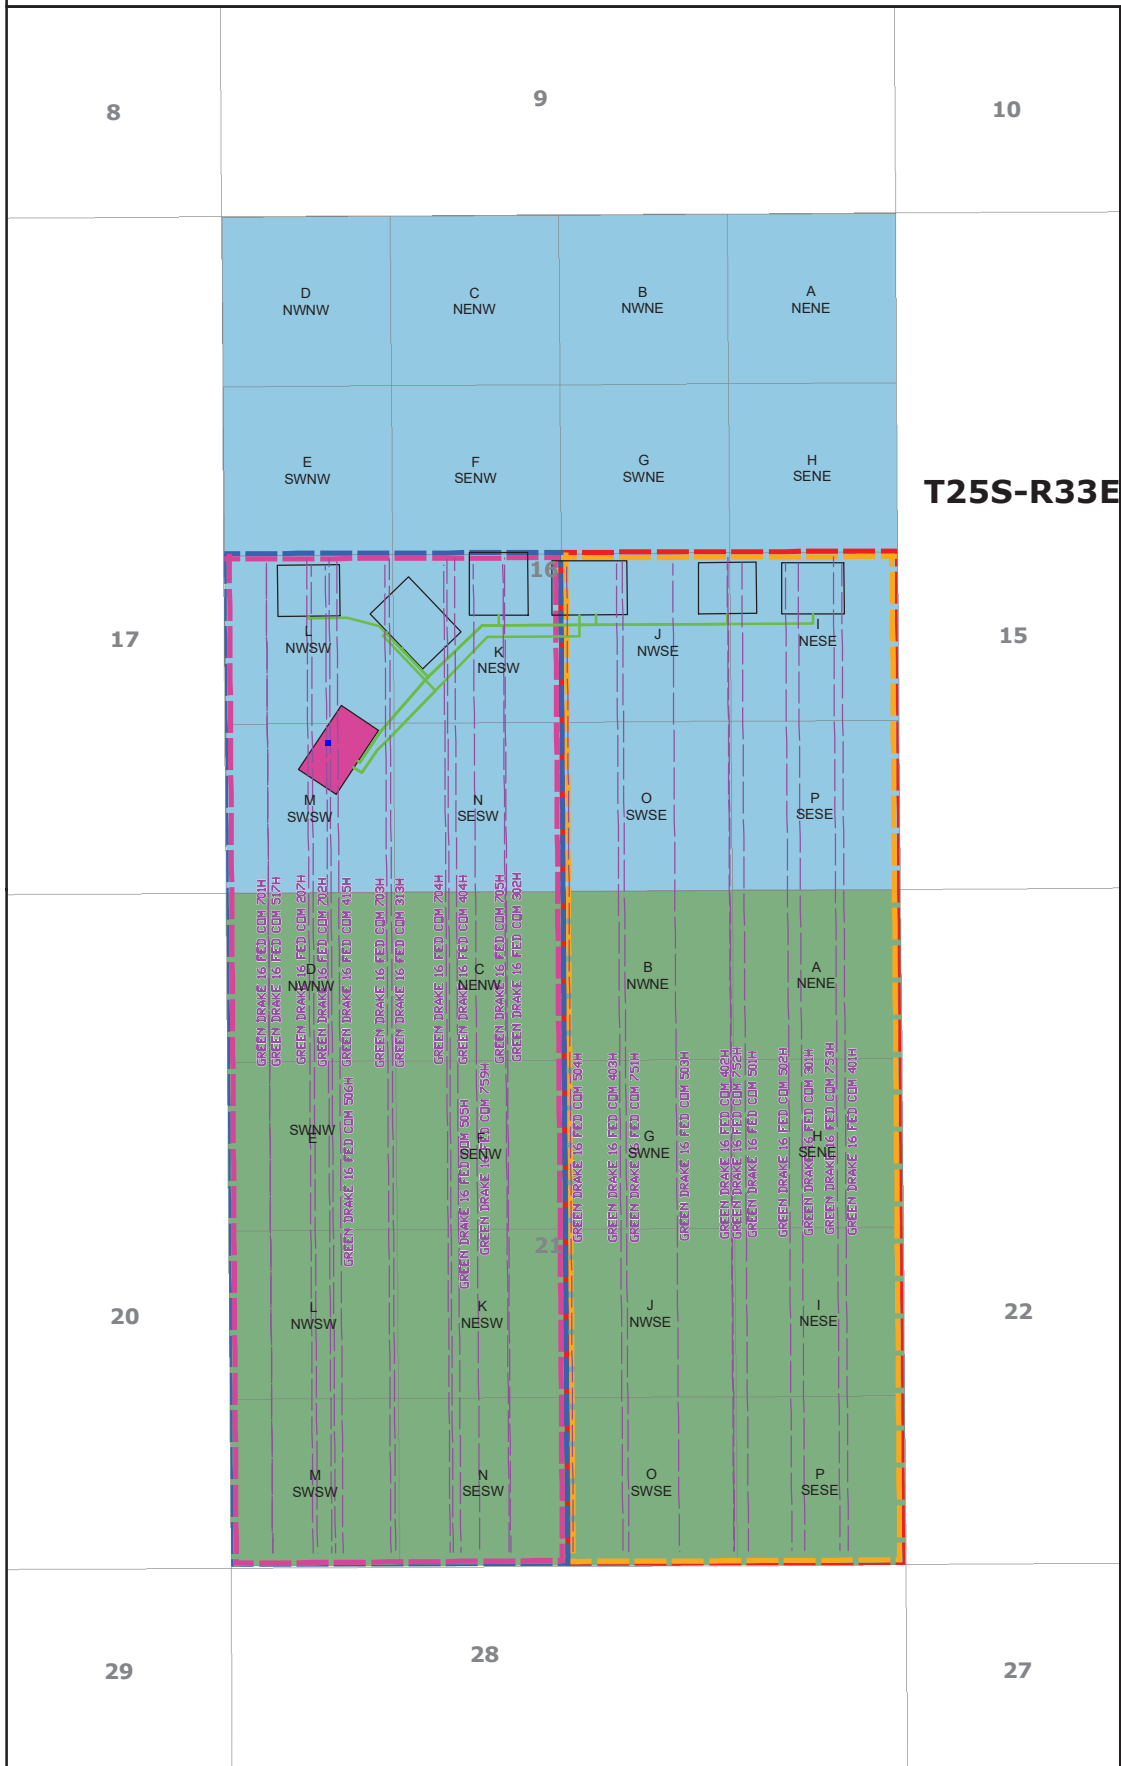 8
9
10
D
NWNW
C
NENW
B
NWNE
A
NENE
E
SWNW
F
SENW
G
SWNE
H
SENE
T25S-R33E
16
17
15
L
NWSW
K
NESW
J
NWSE
I
NESE
M
SWSW
N
SESW
O
SWSE
P
SESE
GREEN DRAKE 16 FED COM 701H
GREEN DRAKE 16 FED COM 517H
GREEN DRAKE 16 FED COM 207H
GREEN DRAKE 16 FED COM 702H
GREEN DRAKE 16 FED COM 415H
GREEN DRAKE 16 FED COM 703H
GREEN DRAKE 16 FED COM 313H
GREEN DRAKE 16 FED COM 704H
GREEN DRAKE 16 FED COM 404H
GREEN DRAKE 16 FED COM 705H
GREEN DRAKE 16 FED COM 302H
D
NWNW
C
NENW
B
NWNE
A
NENE
GREEN DRAKE 16 FED COM 506H
GREEN DRAKE 16 FED COM 505H
GREEN DRAKE 16 FED COM 759H
GREEN DRAKE 16 FED COM 504H
GREEN DRAKE 16 FED COM 403H
GREEN DRAKE 16 FED COM 751H
GREEN DRAKE 16 FED COM 503H
GREEN DRAKE 16 FED COM 402H
GREEN DRAKE 16 FED COM 752H
GREEN DRAKE 16 FED COM 501H
GREEN DRAKE 16 FED COM 502H
GREEN DRAKE 16 FED COM 301H
GREEN DRAKE 16 FED COM 753H
GREEN DRAKE 16 FED COM 401H
SWNW
E
F
SENW
G
SWNE
H
SENE
21
20
22
L
NWSW
K
NESW
J
NWSE
I
NESE
M
SWSW
N
SESW
O
SWSE
P
SESE
29
28
27